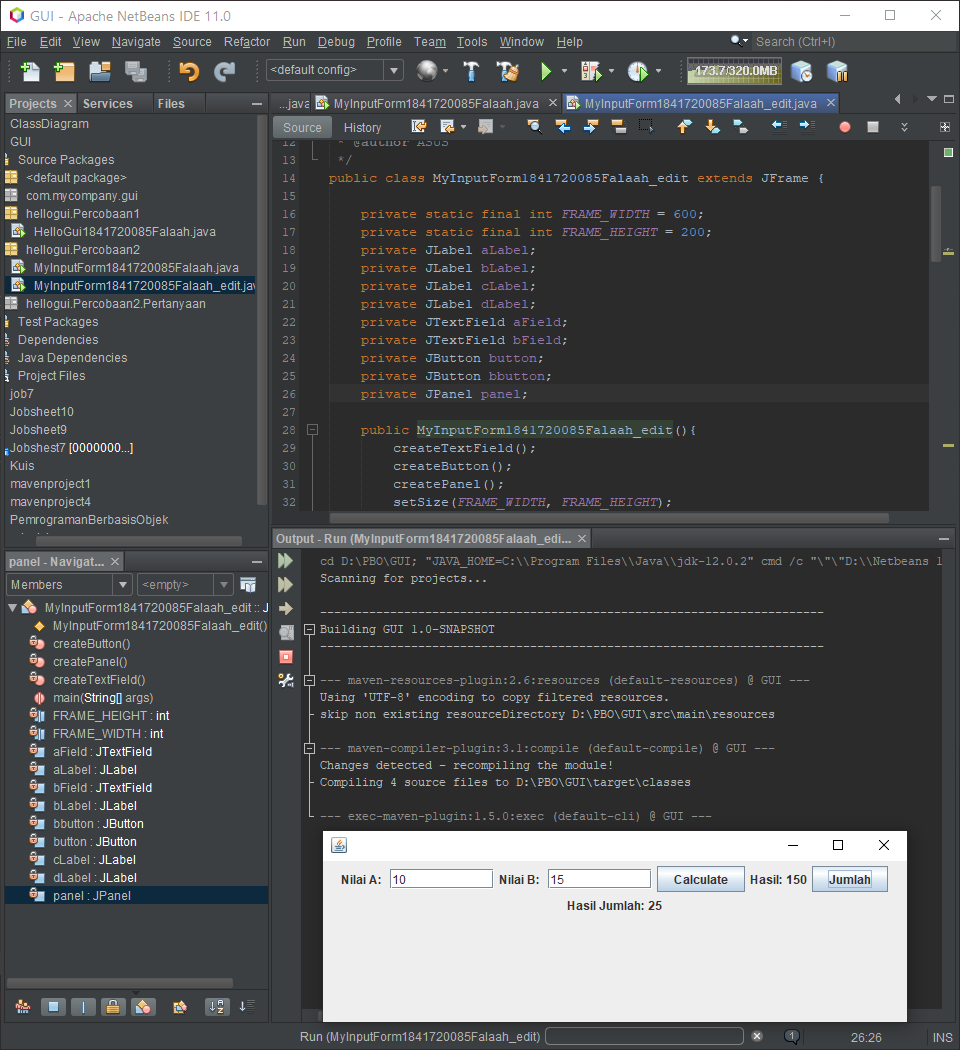 GUI - Apache NetBeans IDE 11.0
File Edit View Navigate Source Refactor Run Debug Profile Team Tools Window Help
Search (Ctrl+I)
<default config>
473.7/320.0MB
Projects Services Files
ClassDiagram
GUI
Source Packages
<default package>
com.mycompany.gui
hellogui.Percobaan1
HelloGui1841720085Falaah.java
hellogui.Percobaan2
MyInputForm1841720085Falaah.java
MyInputForm1841720085Falaah_edit.jav
hellogui.Percobaan2.Pertanyaan
Test Packages
Dependencies
Java Dependencies
Project Files
job7
Jobsheet10
Jobsheet9
Jobshest7 [0000000...]
Kuis
mavenproject1
mavenproject4
PemrogramanBerbasisObjek
...java MyInputForm1841720085Falaah.java MyInputForm1841720085Falaah_edit.java
Source History
12 * @author ASUS
13 */
14 public class MyInputForm1841720085Falaah_edit extends JFrame {
15
16 private static final int FRAME_WIDTH = 600;
17 private static final int FRAME_HEIGHT = 200;
18 private JLabel aLabel;
19 private JLabel bLabel;
20 private JLabel cLabel;
21 private JLabel dLabel;
22 private JTextField aField;
23 private JTextField bField;
24 private JButton button;
25 private JButton bbutton;
26 private JPanel panel;
27
28 public MyInputForm1841720085Falaah_edit(){
29 createTextField();
30 createButton();
31 createPanel();
32 setSize(FRAME_WIDTH, FRAME_HEIGHT);
panel - Navigat...
Members <empty>
MyInputForm1841720085Falaah_edit :: J
MyInputForm1841720085Falaah_edit()
createButton()
createPanel()
createTextField()
main(String[] args)
FRAME_HEIGHT : int
FRAME_WIDTH : int
aField : JTextField
aLabel : JLabel
bField : JTextField
bLabel : JLabel
bbutton : JButton
button : JButton
cLabel : JLabel
dLabel : JLabel
panel : JPanel
Output - Run (MyInputForm1841720085Falaah_edi...
cd D:\PBO\GUI; "JAVA_HOME=C:\\Program Files\\Java\\jdk-12.0.2" cmd /c "\"\"D:\\Netbeans 1
Scanning for projects...
------------------------------------------------------------------------
Building GUI 1.0-SNAPSHOT
------------------------------------------------------------------------
--- maven-resources-plugin:2.6:resources (default-resources) @ GUI ---
Using 'UTF-8' encoding to copy filtered resources.
skip non existing resourceDirectory D:\PBO\GUI\src\main\resources
--- maven-compiler-plugin:3.1:compile (default-compile) @ GUI ---
Changes detected - recompiling the module!
Compiling 4 source files to D:\PBO\GUI\target\classes
--- exec-maven-plugin:1.5.0:exec (default-cli) @ GUI ---
Nilai A: 10 Nilai B: 15 Calculate Hasil: 150 Jumlah
Hasil Jumlah: 25
Run (MyInputForm1841720085Falaah_edit) 1 26:26 INS